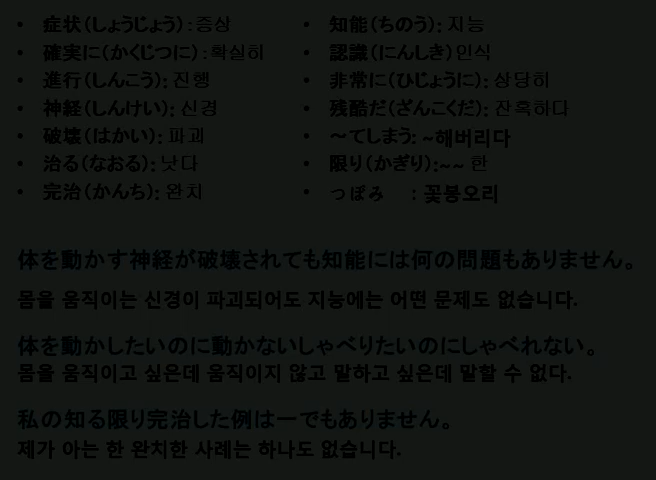 • 症状(しょうじょう):증상
• 確実に(かくじつに):확실히
• 進行(しんこう): 진행
• 神経(しんけい): 신경
• 破壊(はかい): 파괴
• 治る(なおる): 낫다
• 完治(かんち): 완치
• 知能(ちのう): 지능
• 認識(にんしき)인식
• 非常に(ひじょうに): 상당히
• 残酷だ(ざんこくだ): 잔혹하다
• ～てしまう: ~해버리다
• 限り(かぎり):~~ 한
• つぼみ : 꽃봉오리
体を動かす神経が破壊されても知能には何の問題もありません。
몸을 움직이는 신경이 파괴되어도 지능에는 어떤 문제도 없습니다.
体を動かしたいのに動かないしゃべりたいのにしゃべれない。
몸을 움직이고 싶은데 움직이지 않고 말하고 싶은데 말할 수 없다.
私の知る限り完治した例は一でもありません。
제가 아는 한 완치한 사례는 하나도 없습니다.